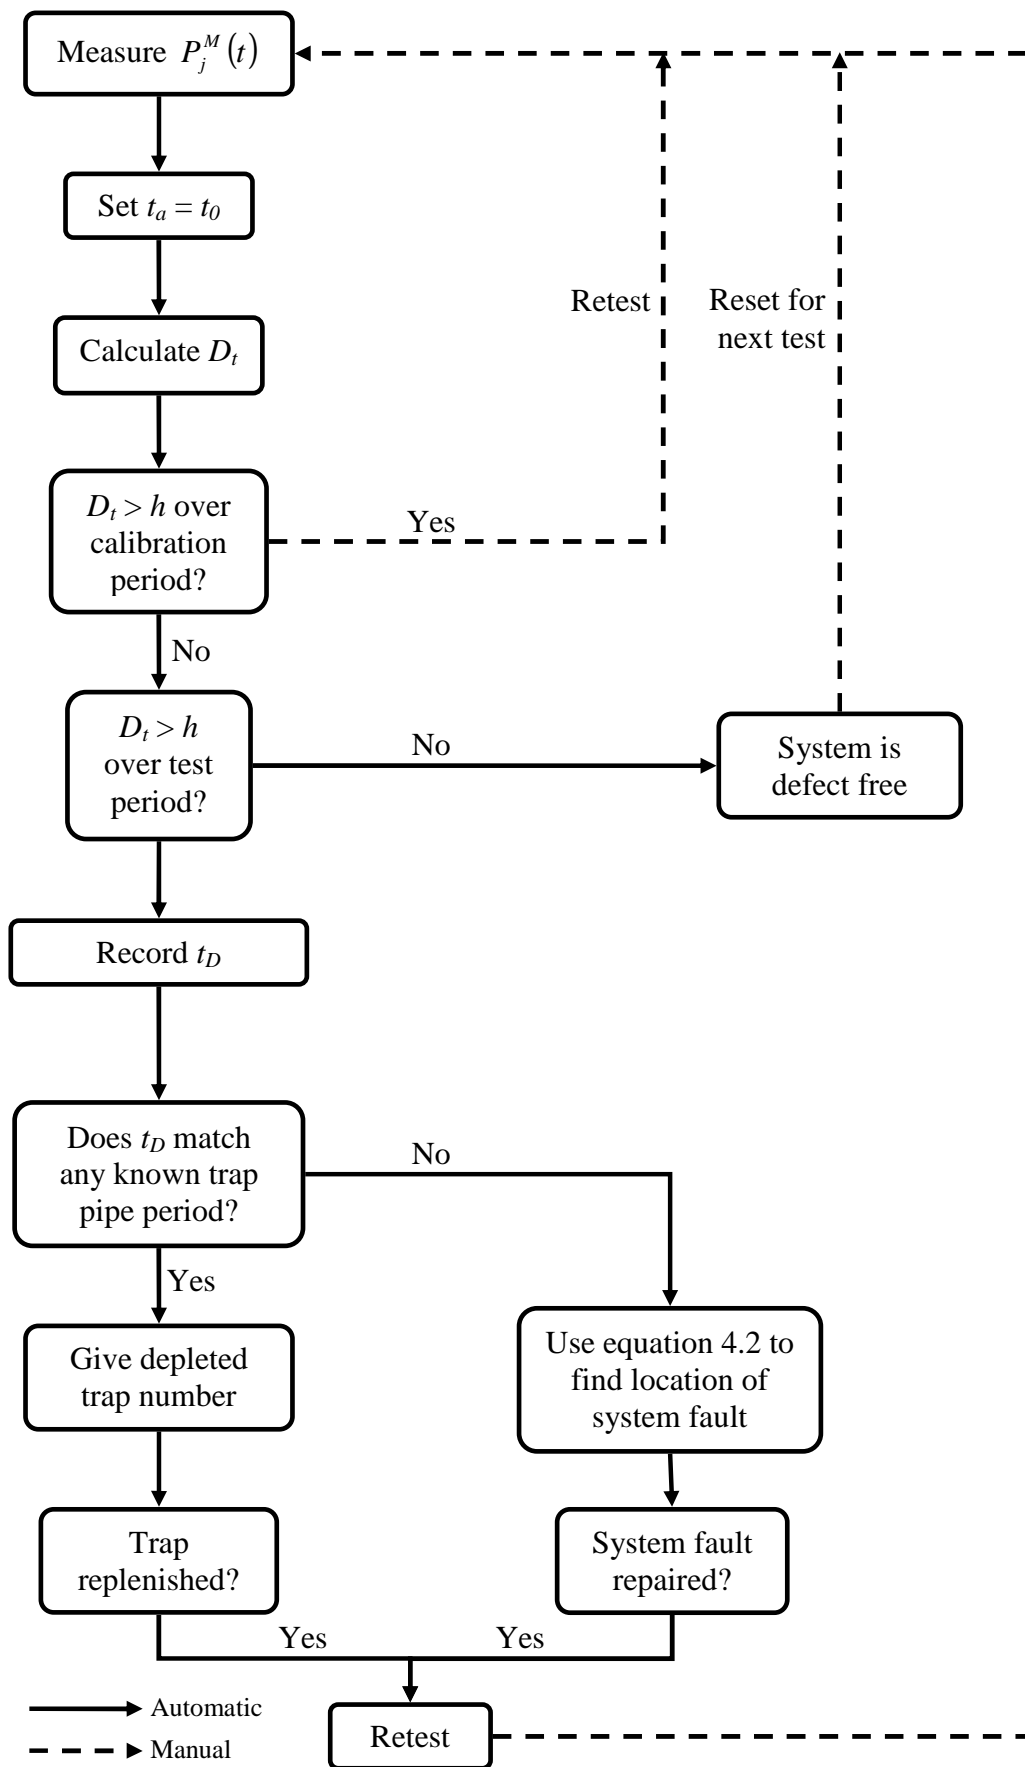 Measure P_j^M(t)
Set t_a = t_0
Calculate D_t
Retest
Reset for
next test
D_t > h over
calibration
period?
Yes
No
D_t > h
over test
period?
No
System is
defect free
Record t_D
Does t_D match
any known trap
pipe period?
No
Yes
Give depleted
trap number
Use equation 4.2 to
find location of
system fault
Trap
replenished?
System fault
repaired?
Yes
Yes
Automatic
Manual
Retest